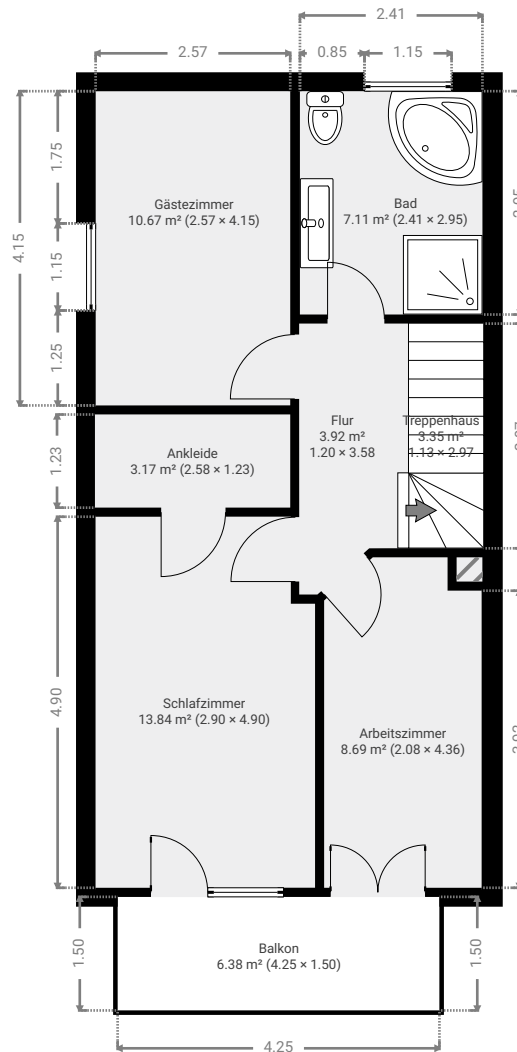 2.41
2.57
0.85
1.15
1.75
4.15
1.15
1.25
Gästezimmer
10.67 m² (2.57 × 4.15)
Bad
7.11 m² (2.41 × 2.95)
Flur
3.92 m²
1.20 × 3.58
Treppenhaus
3.35 m²
1.13 × 2.97
1.23
Ankleide
3.17 m² (2.58 × 1.23)
4.90
Schlafzimmer
13.84 m² (2.90 × 4.90)
Arbeitszimmer
8.69 m² (2.08 × 4.36)
1.50
Balkon
6.38 m² (4.25 × 1.50)
1.50
4.25